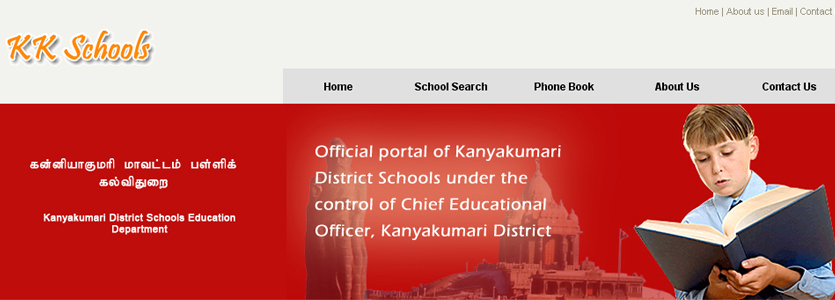 Home | About us | Email | Contact
KK Schools
Home School Search Phone Book About Us Contact Us
கன்னியாகுமரி மாவட்டம் பள்ளிக்
கல்விதுறை
Kanyakumari District Schools Education
Department
Official portal of Kanyakumari
District Schools under the
control of Chief Educational
Officer, Kanyakumari District